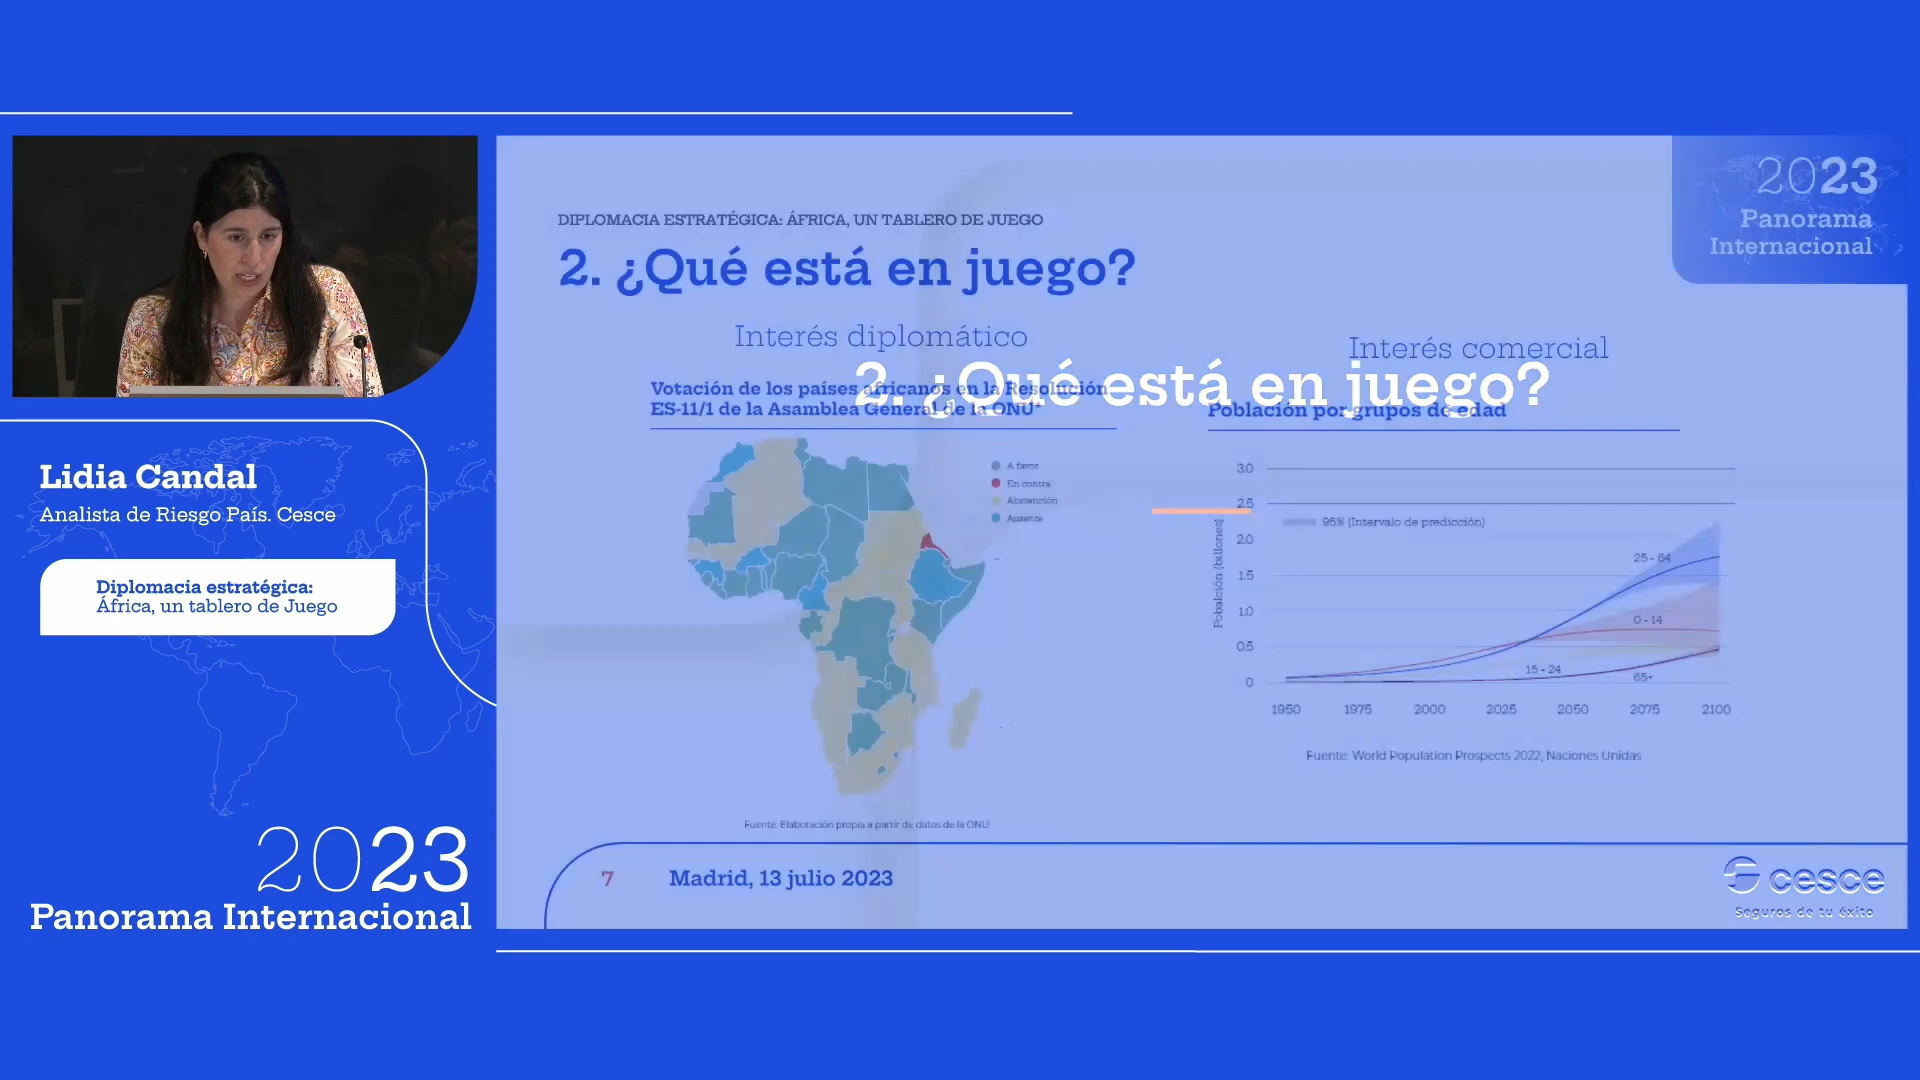 Lidia Candal
Analista de Riesgo País. Cesce
Diplomacia estratégica:
África, un tablero de Juego
2023
Panorama Internacional
2023
Panorama
Internacional
DIPLOMACIA ESTRATÉGICA: ÁFRICA, UN TABLERO DE JUEGO
2. ¿Qué está en juego?
2. ¿Qué está en juego?
Interés diplomático
Votación de los países africanos en la Resolución
ES-11/1 de la Asamblea General de la ONU*
A favor
En contra
Abstención
Ausente
Fuente: Elaboración propia a partir de datos de la ONU
Interés comercial
Población por grupos de edad
3.0
2.5
2.0
1.5
1.0
0.5
0
Pobalción (billones)
95% (Intervalo de predicción)
25 - 64
0 - 14
15 - 24
65+
1950 1975 2000 2025 2050 2075 2100
Fuente: World Population Prospects 2022, Naciones Unidas
7 Madrid, 13 julio 2023
cesce
Seguros de tu éxito